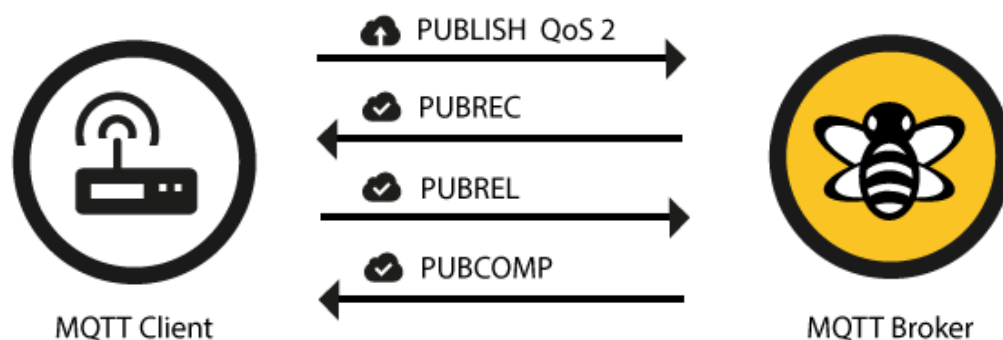 PUBLISH QoS 2
PUBREC
PUBREL
PUBCOMP
MQTT Client
MQTT Broker